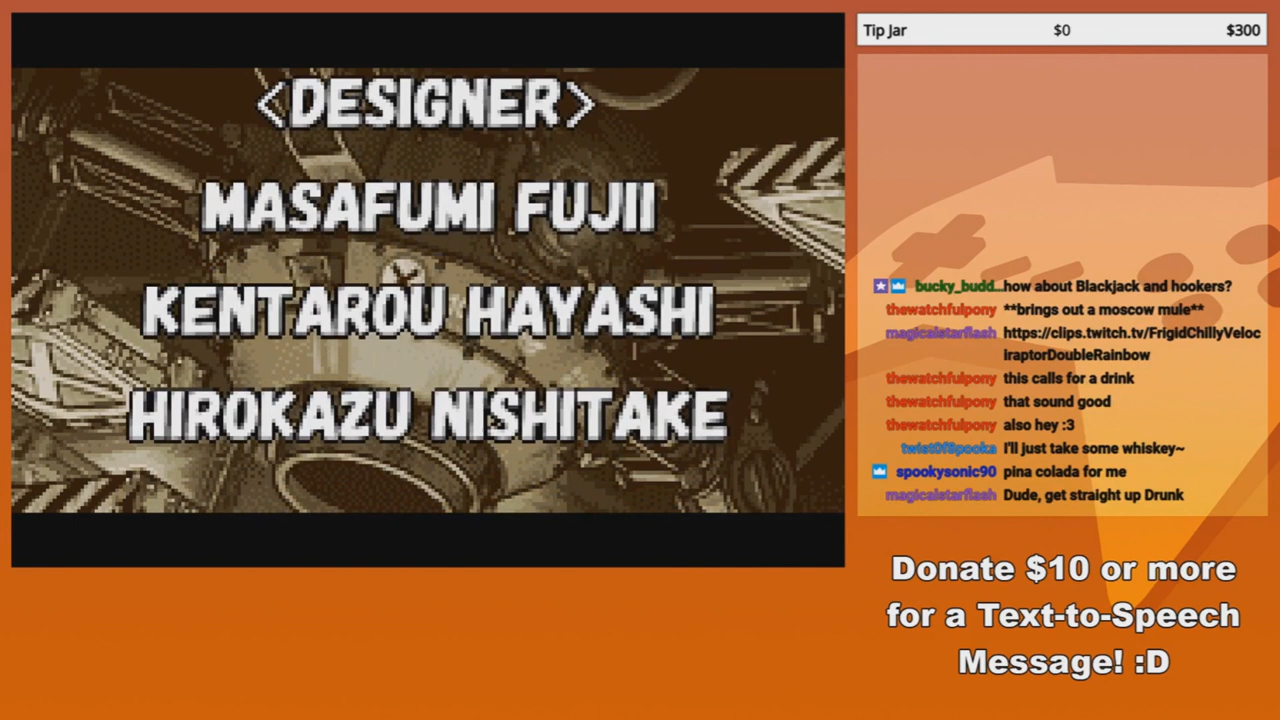 <DESIGNER>
MASAFUMI FUJII
KENTAROU HAYASHI
HIROKAZU NISHITAKE
Tip Jar $0 $300
bucky_budd...how about Blackjack and hookers?
thewatchfulpony **brings out a moscow mule**
magicalstarflash https://clips.twitch.tv/FrigidChillyVeloc
iraptorDoubleRainbow
thewatchfulpony this calls for a drink
thewatchfulpony that sound good
thewatchfulpony also hey :3
twist0fSpooka I'll just take some whiskey~
spookysonic90 pina colada for me
magicalstarflash Dude, get straight up Drunk
Donate $10 or more
for a Text-to-Speech
Message! :D